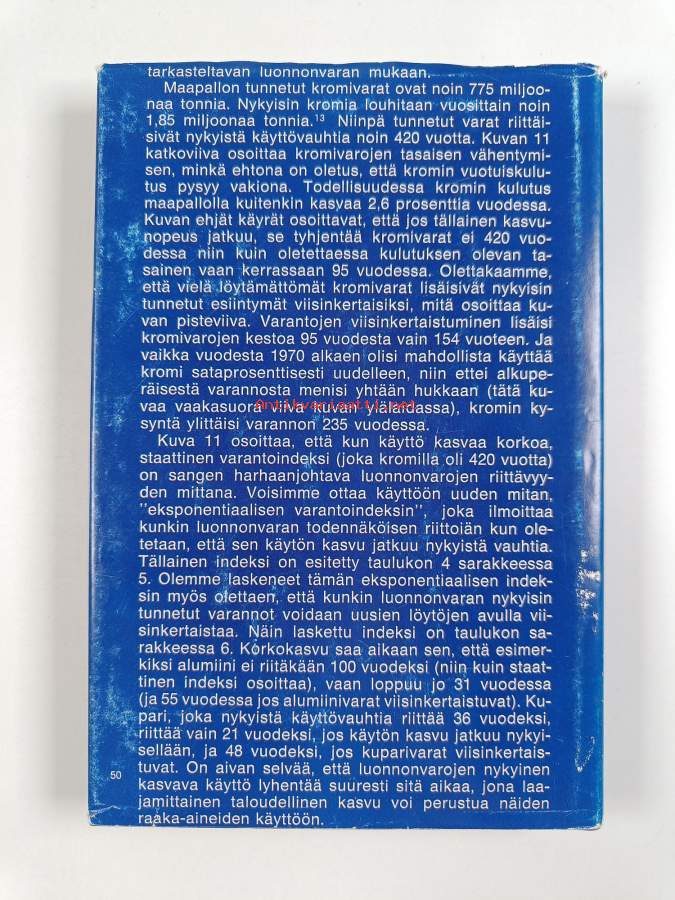 tarkasteltavan luonnonvaran mukaan.
Maapallon tunnetut kromivarat ovat noin 775 miljoo-
naa tonnia. Nykyisin kromia louhitaan vuosittain noin
1,85 miljoonaa tonnia.¹³ Niinpä tunnetut varat riittäi-
sivät nykyistä käyttövauhtia noin 420 vuotta. Kuvan 11
katkoviiva osoittaa kromivarojen tasaisen vähentymi-
sen, minkä ehtona on oletus, että kromin vuotuiskulu-
tus pysyy vakiona. Todellisuudessa kromin kulutus
maapallolla kuitenkin kasvaa 2,6 prosenttia vuodessa.
Kuvan ehjät käyrät osoittavat, että jos tällainen kasvu-
nopeus jatkuu, se tyhjentää kromivarat ei 420 vuo-
dessa niin kuin oletettaessa kulutuksen olevan ta-
sainen vaan kerrassaan 95 vuodessa. Olettakaamme,
että vielä löytämättömät kromivarat lisäisivät nykyisin
tunnetut esiintymät viisinkertaisiksi, mitä osoittaa ku-
van pisteviiva. Varantojen viisinkertaistuminen lisäisi
kromivarojen kestoa 95 vuodesta vain 154 vuoteen. Ja
vaikka vuodesta 1970 alkaen olisi mahdollista käyttää
kromi sataprosenttisesti uudelleen, niin ettei alkupe-
räisestä varannosta menisi yhtään hukkaan (tätä ku-
vaa vaakasuora viiva kuvan ylälaidassa), kromin ky-
Antikvariaatti.net
syntä ylittäisi varannon 235 vuodessa.
Kuva 11 osoittaa, että kun käyttö kasvaa korkoa,
staattinen varantoindeksi (joka kromilla oli 420 vuotta)
on sangen harhaanjohtava luonnonvarojen riittävyy-
den mittana. Voisimme ottaa käyttöön uuden mitan,
"eksponentiaalisen varantoindeksin", joka ilmoittaa
kunkin luonnonvaran todennäköisen riittoiän kun ole-
tetaan, että sen käytön kasvu jatkuu nykyistä vauhtia.
Tällainen indeksi on esitetty taulukon 4 sarakkeessa
5. Olemme laskeneet tämän eksponentiaalisen indek-
sin myös olettaen, että kunkin luonnonvaran nykyisin
tunnetut varannot voidaan uusien löytöjen avulla vii-
sinkertaistaa. Näin laskettu indeksi on taulukon sa-
rakkeessa 6. Korkokasvu saa aikaan sen, että esimer-
kiksi alumiini ei riitäkään 100 vuodeksi (niin kuin staat-
tinen indeksi osoittaa), vaan loppuu jo 31 vuodessa
(ja 55 vuodessa jos alumiinivarat viisinkertaistuvat). Ku-
pari, joka nykyistä käyttövauhtia riittää 36 vuodeksi,
riittää vain 21 vuodeksi, jos käytön kasvu jatkuu nykyi-
sellään, ja 48 vuodeksi, jos kuparivarat viisinkertais-
tuvat. On aivan selvää, että luonnonvarojen nykyinen
kasvava käyttö lyhentää suuresti sitä aikaa, jona laa-
jamittainen taloudellinen kasvu voi perustua näiden
raaka-aineiden käyttöön.
50